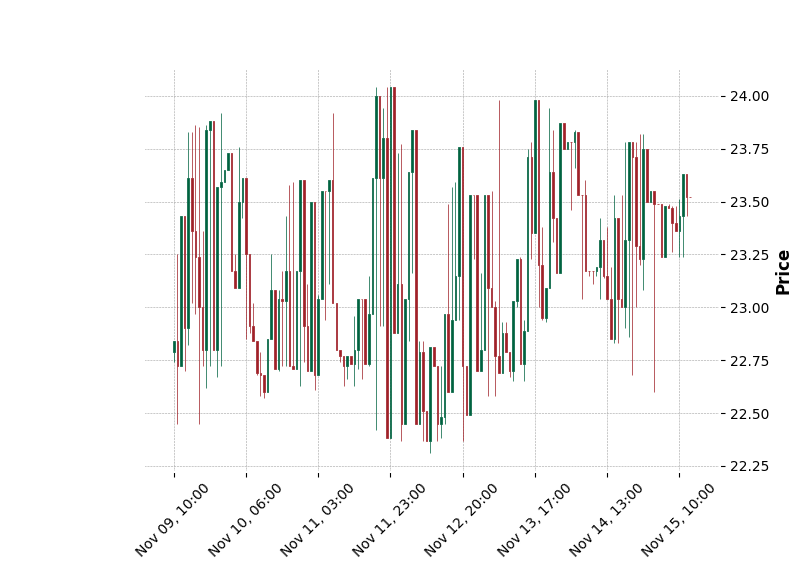 24.00
23.75
23.50
23.25
23.00
22.75
22.50
22.25
Price
Nov 09, 10:00
Nov 10, 06:00
Nov 11, 03:00
Nov 11, 23:00
Nov 12, 20:00
Nov 13, 17:00
Nov 14, 13:00
Nov 15, 10:00